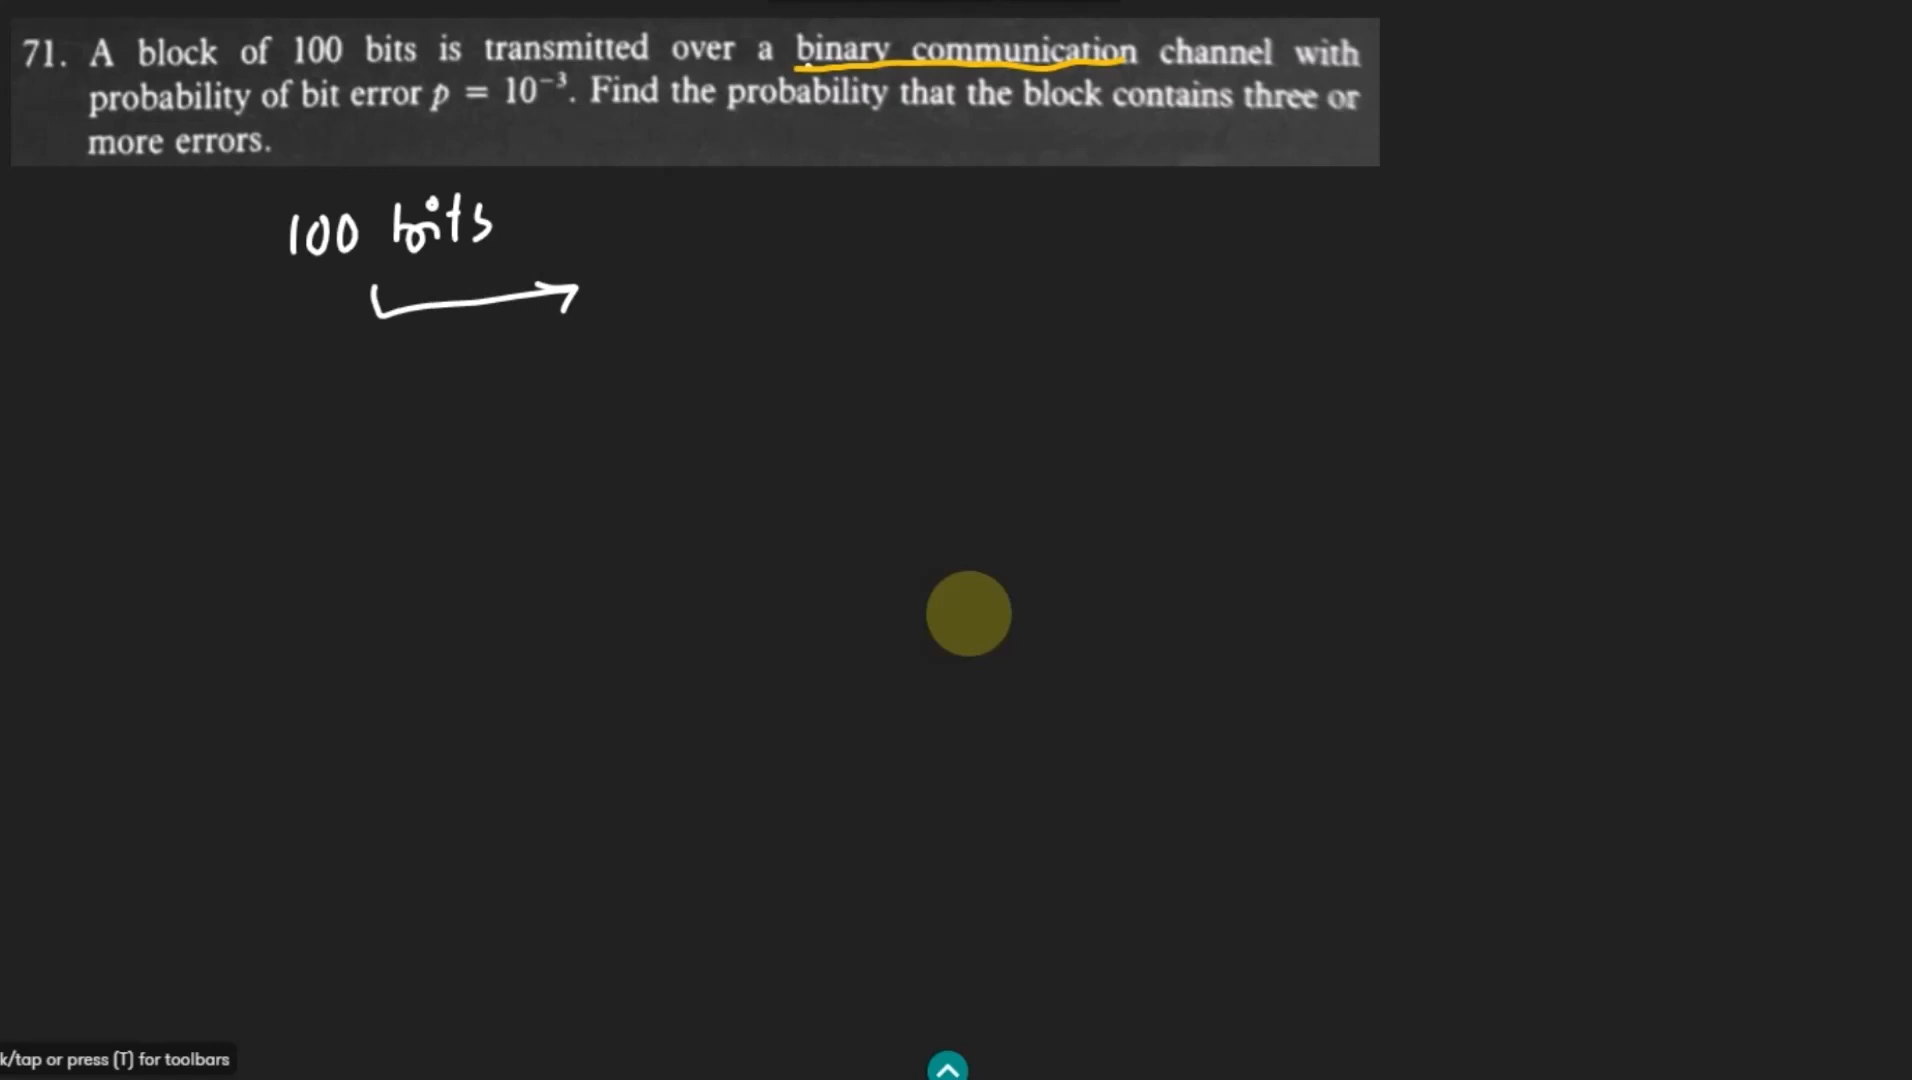 71. A block of 100 bits is transmitted over a binary communication channel with
probability of bit error p = 10⁻³. Find the probability that the block contains three or
more errors.
100 bits
k/tap or press (T) for toolbars